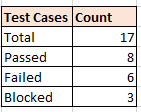 Test Cases Count
Total 17
Passed 8
Failed 6
Blocked 3